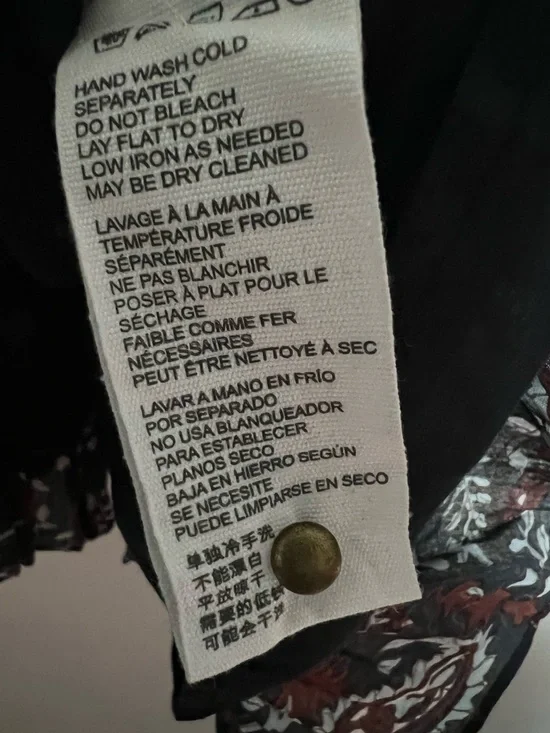 HAND WASH COLD
SEPARATELY
DO NOT BLEACH
LAY FLAT TO DRY
LOW IRON AS NEEDED
MAY BE DRY CLEANED
LAVAGE À LA MAIN À
TEMPÉRATURE FROIDE
SÉPARÉMENT
NE PAS BLANCHIR
POSER À PLAT POUR LE
SÉCHAGE
FAIBLE COMME FER
NÉCESSAIRES
PEUT ÊTRE NETTOYÉ À SEC
LAVAR A MANO EN FRÍO
POR SEPARADO
NO USA BLANQUEADOR
PARA ESTABLECER
PLANOS SECO
BAJA EN HIERRO SEGÚN
SE NECESITE
PUEDE LIMPIARSE EN SECO
单独冷手洗
不能漂白
平放晾干
需要的低
可能会干